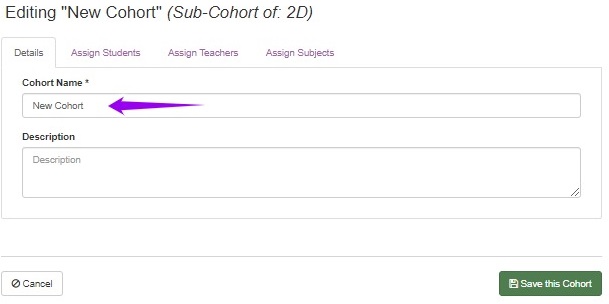 Editing "New Cohort" (Sub-Cohort of: 2D)
Details Assign Students Assign Teachers Assign Subjects
Cohort Name *
New Cohort
Description
Description
Cancel Save this Cohort